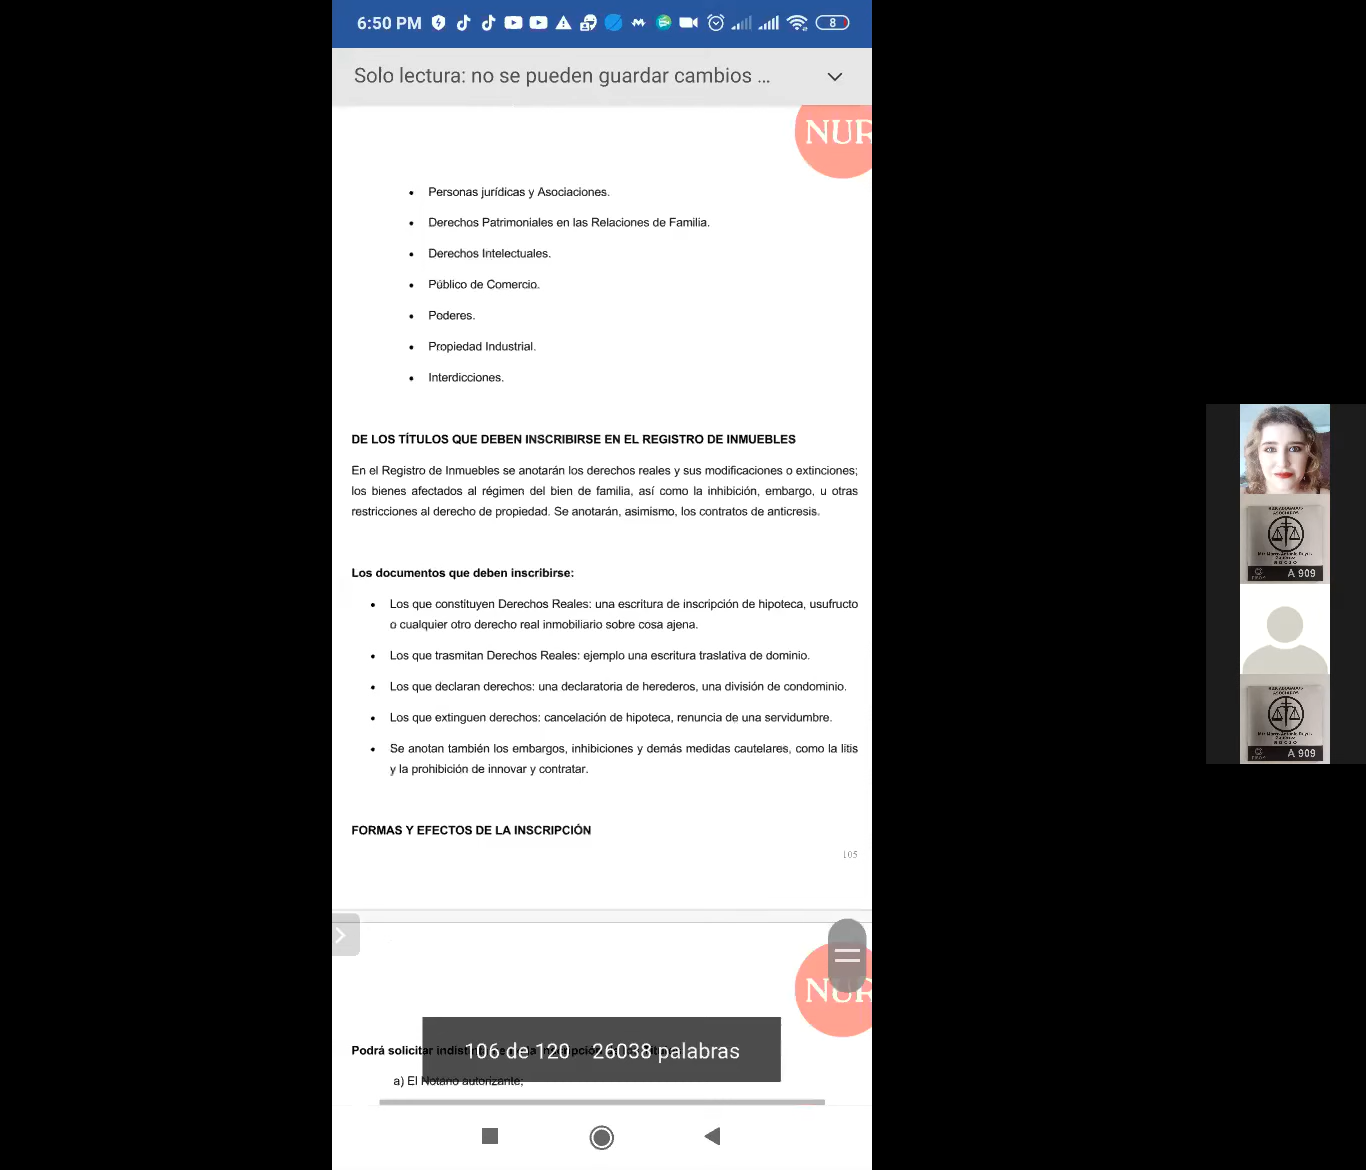 6:50 PM
8
Solo lectura: no se pueden guardar cambios ...
NUR
• Personas jurídicas y Asociaciones.
• Derechos Patrimoniales en las Relaciones de Familia.
• Derechos Intelectuales.
• Público de Comercio.
• Poderes.
• Propiedad Industrial.
• Interdicciones.
DE LOS TÍTULOS QUE DEBEN INSCRIBIRSE EN EL REGISTRO DE INMUEBLES
En el Registro de Inmuebles se anotarán los derechos reales y sus modificaciones o extinciones;
los bienes afectados al régimen del bien de familia, así como la inhibición, embargo, u otras
restricciones al derecho de propiedad. Se anotarán, asimismo, los contratos de anticresis.
Los documentos que deben inscribirse:
• Los que constituyen Derechos Reales: una escritura de inscripción de hipoteca, usufructo
o cualquier otro derecho real inmobiliario sobre cosa ajena.
• Los que trasmitan Derechos Reales: ejemplo una escritura traslativa de dominio.
• Los que declaran derechos: una declaratoria de herederos, una división de condominio.
• Los que extinguen derechos: cancelación de hipoteca, renuncia de una servidumbre.
• Se anotan también los embargos, inhibiciones y demás medidas cautelares, como la litis
y la prohibición de innovar y contratar.
FORMAS Y EFECTOS DE LA INSCRIPCIÓN
105
NUR
Podrá solicitar
106 de 120 26038 palabras
a) El Notario autorizante;
ASOCIADOS
A 909
ASOCIADOS
A 909